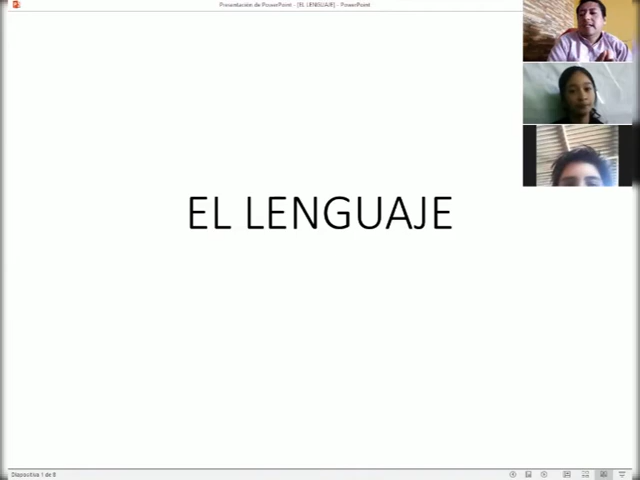 Presentación de PowerPoint - [EL LENGUAJE] - PowerPoint
EL LENGUAJE
Diapositiva 1 de 8